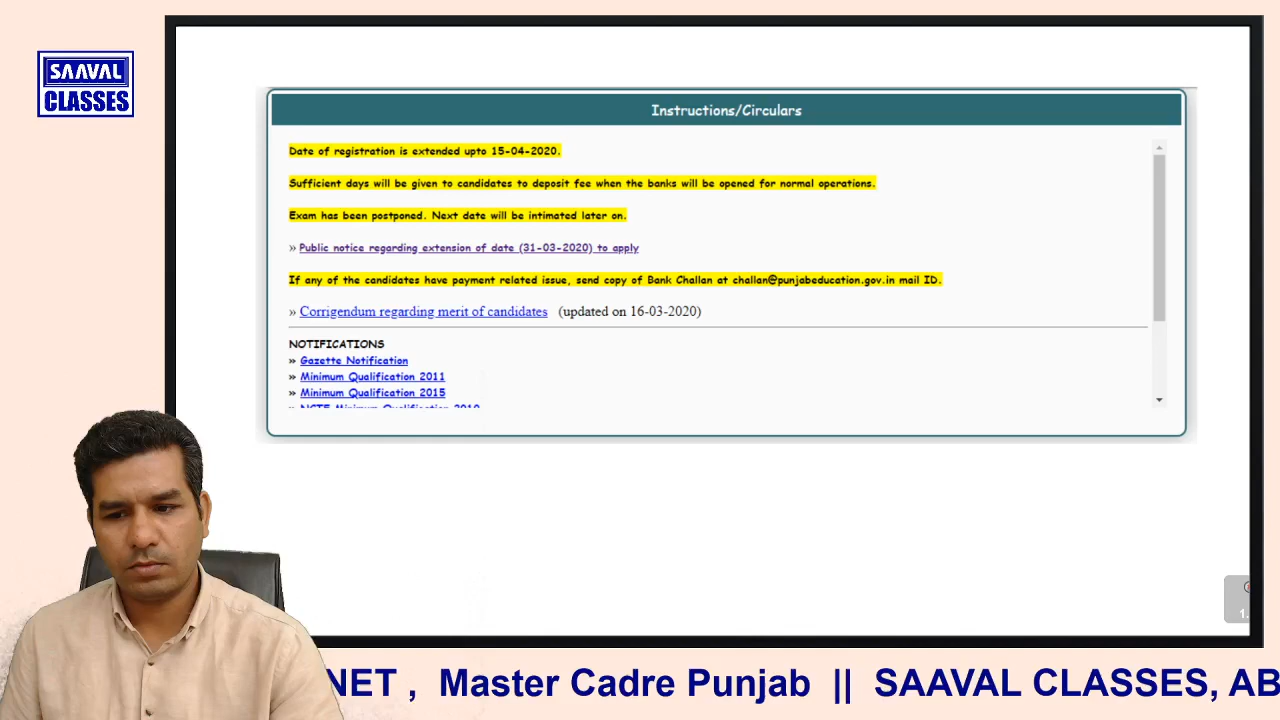 SAAVAL
CLASSES
Instructions/Circulars
Date of registration is extended upto 15-04-2020.
Sufficient days will be given to candidates to deposit fee when the banks will be opened for normal operations.
Exam has been postponed. Next date will be intimated later on.
» Public notice regarding extension of date (31-03-2020) to apply
If any of the candidates have payment related issue, send copy of Bank Challan at challan@punjabeducation.gov.in mail ID.
» Corrigendum regarding merit of candidates (updated on 16-03-2020)
NOTIFICATIONS
» Gazette Notification
» Minimum Qualification 2011
» Minimum Qualification 2015
» NCTE Minimum Qualification 2010
1.
NET , Master Cadre Punjab || SAAVAL CLASSES, AB